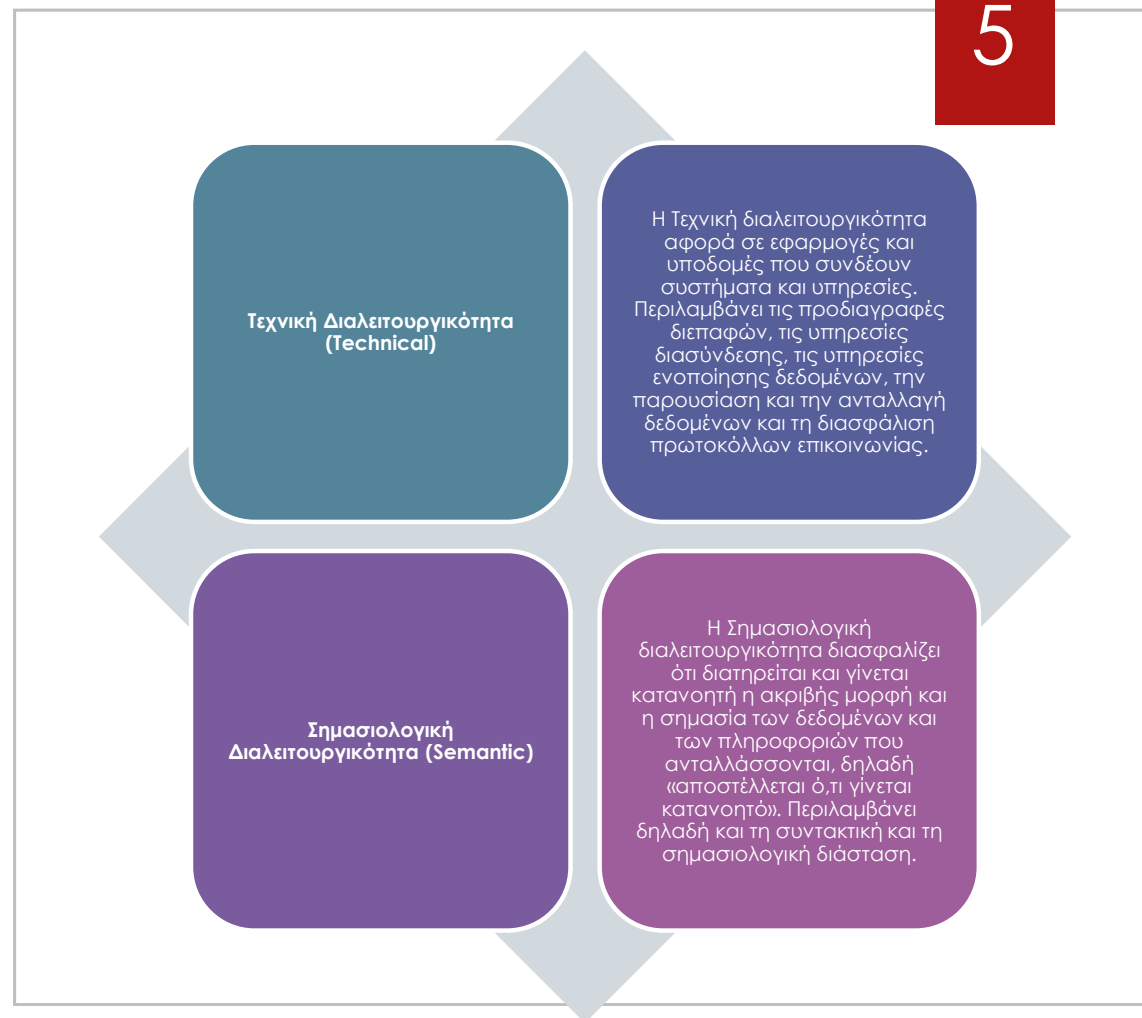 5
Τεχνική Διαλειτουργικότητα
(Technical)
Η Τεχνική διαλειτουργικότητα
αφορά σε εφαρμογές και
υποδομές που συνδέουν
συστήματα και υπηρεσίες.
Περιλαμβάνει τις προδιαγραφές
διεπαφών, τις υπηρεσίες
διασύνδεσης, τις υπηρεσίες
ενοποίησης δεδομένων, την
παρουσίαση και την ανταλλαγή
δεδομένων και τη διασφάλιση
πρωτοκόλλων επικοινωνίας.
Σημασιολογική
Διαλειτουργικότητα (Semantic)
Η Σημασιολογική
διαλειτουργικότητα διασφαλίζει
ότι διατηρείται και γίνεται
κατανοητή η ακριβής μορφή και
η σημασία των δεδομένων και
των πληροφοριών που
ανταλλάσσονται, δηλαδή
«αποστέλλεται ό,τι γίνεται
κατανοητό». Περιλαμβάνει
δηλαδή και τη συντακτική και τη
σημασιολογική διάσταση.